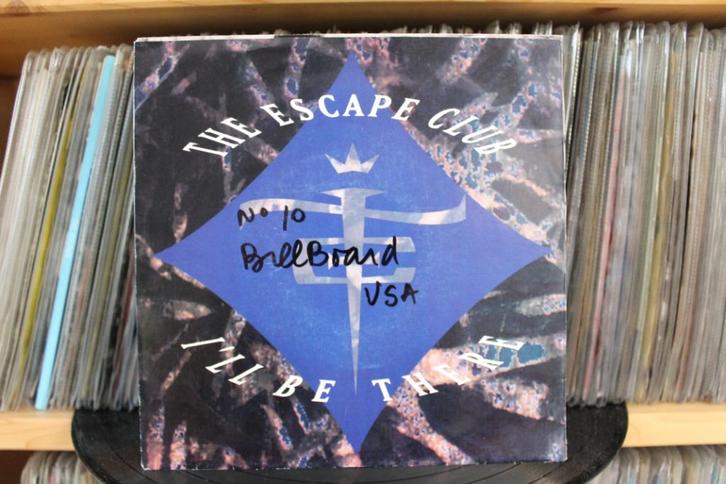 THE ESCAPE CLUB
No 10
BillBoard
USA
I'LL BE THERE